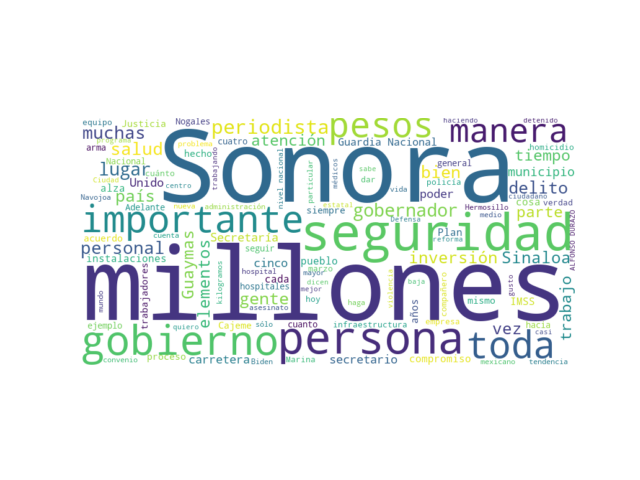 equipo Justicia Nogales periodista pesos manera
muchas cuatro atención Guardia Nacional
arma programa salud hecho problema Sonora general homicidio
Nacional cuánto lugar trabajando nivel nacional particular médicos sabe dar bien policía tiempo
Ciudad alza Unido centro vida poder delito municipio
Navojoa país nueva administración siempre estatal gobernador Hermosillo medio ciudadano cosa verdad
importante Adelante Defensa parte
acuerdo cuenta Secretaría seguridad Plan reforma ALFONSO DURAZO
personal Guaymas elementos cinco inversión Sinaloa
instalaciones kilogramos hospital cada mayor marzo violencia baja compañero
mundo trabajadores millones hospitales dicen mejor hoy mismo gusto IMSS trabajo
gente asesinato haga años empresa
ejemplo quiero Cajeme sólo cuanto infraestructura vez hacia
gobierno persona toda casi
convenio proceso carretera Biden Marina secretario compromiso mexicano tendencia
seguir haciendo detenido